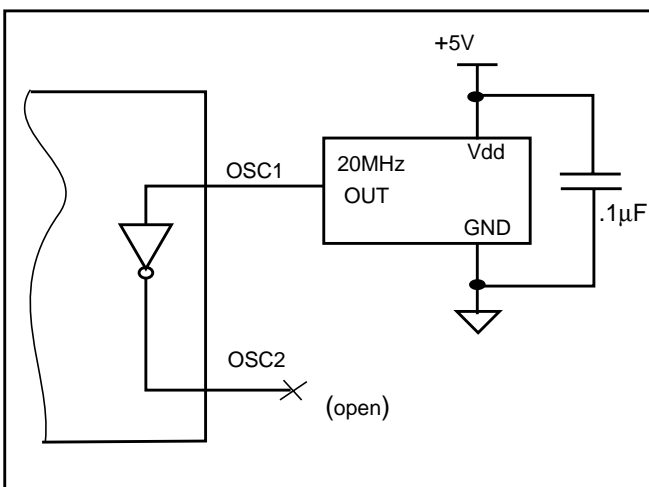 +5V
Vdd
20MHz
OSC1
OUT
.1µF
GND
OSC2
(open)